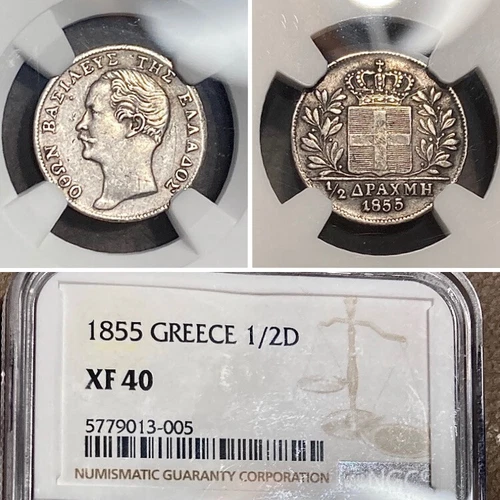 ΟΘΩΝ ΒΑΣΙΛΕΥΣ ΤΗΣ ΕΛΛΑΔΟΣ
1/2 ΔΡΑΧΜΗ
1855
1855 GREECE 1/2D
XF 40
5779013-005
NUMISMATIC GUARANTY CORPORATION
NGC